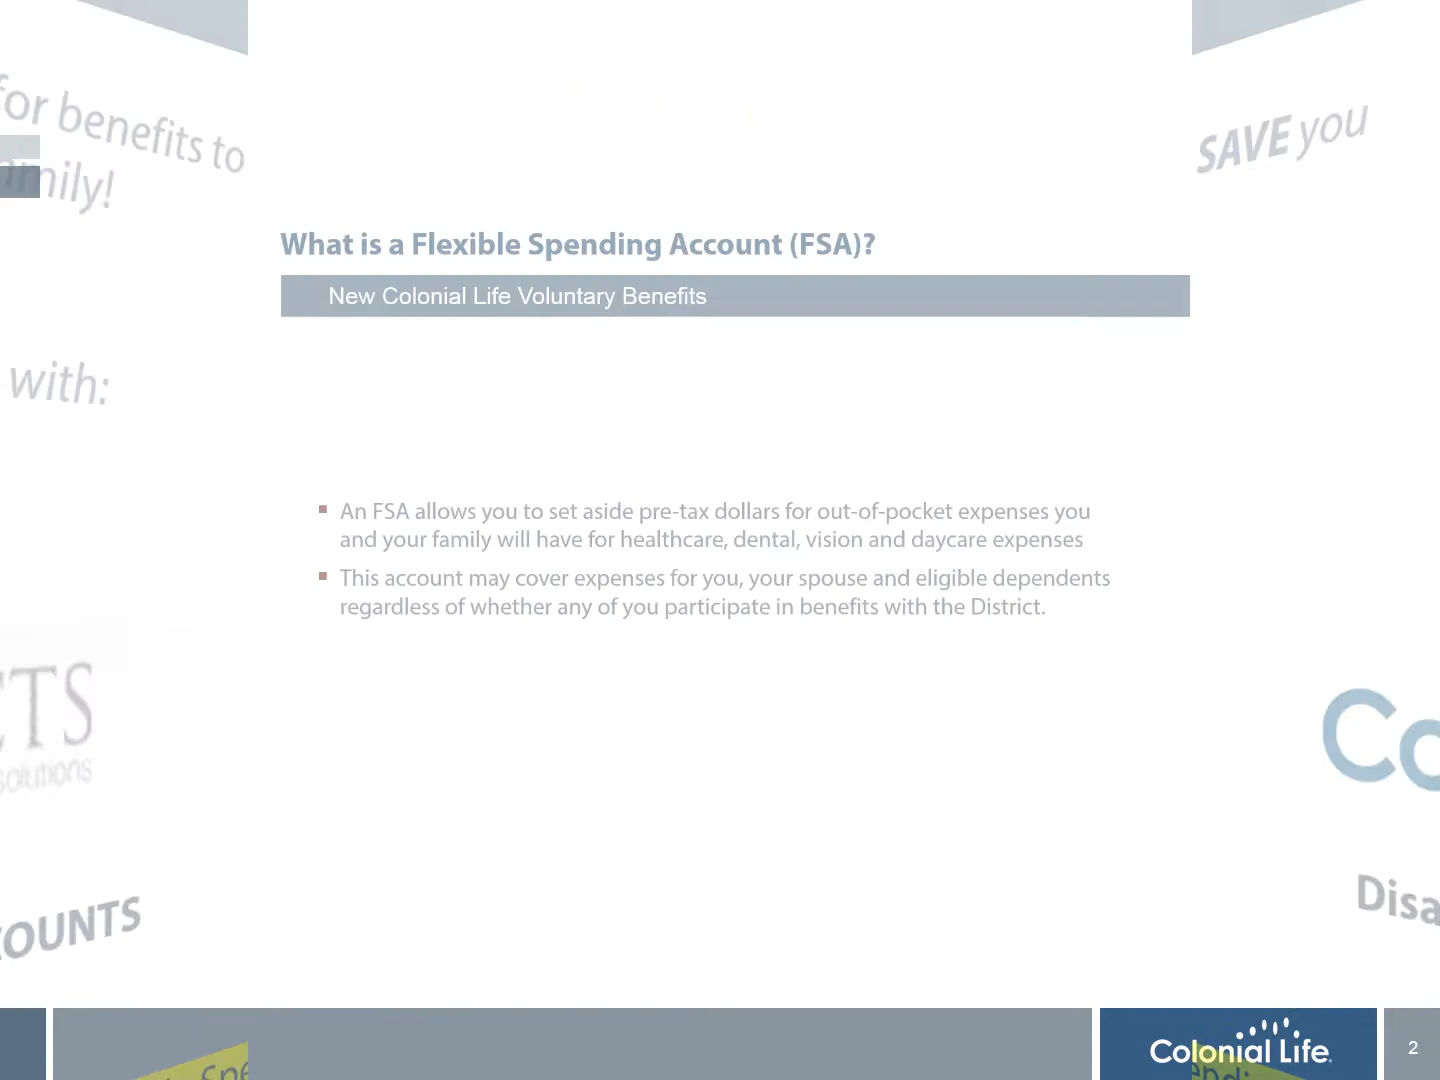 for benefits to
family!
SAVE you
What is a Flexible Spending Account (FSA)?
New Colonial Life Voluntary Benefits
with:
▪ An FSA allows you to set aside pre-tax dollars for out-of-pocket expenses you
and your family will have for healthcare, dental, vision and daycare expenses
▪ This account may cover expenses for you, your spouse and eligible dependents
regardless of whether any of you participate in benefits with the District.
CTS
solutions
Co
COUNTS
Disa
Colonial Life
2